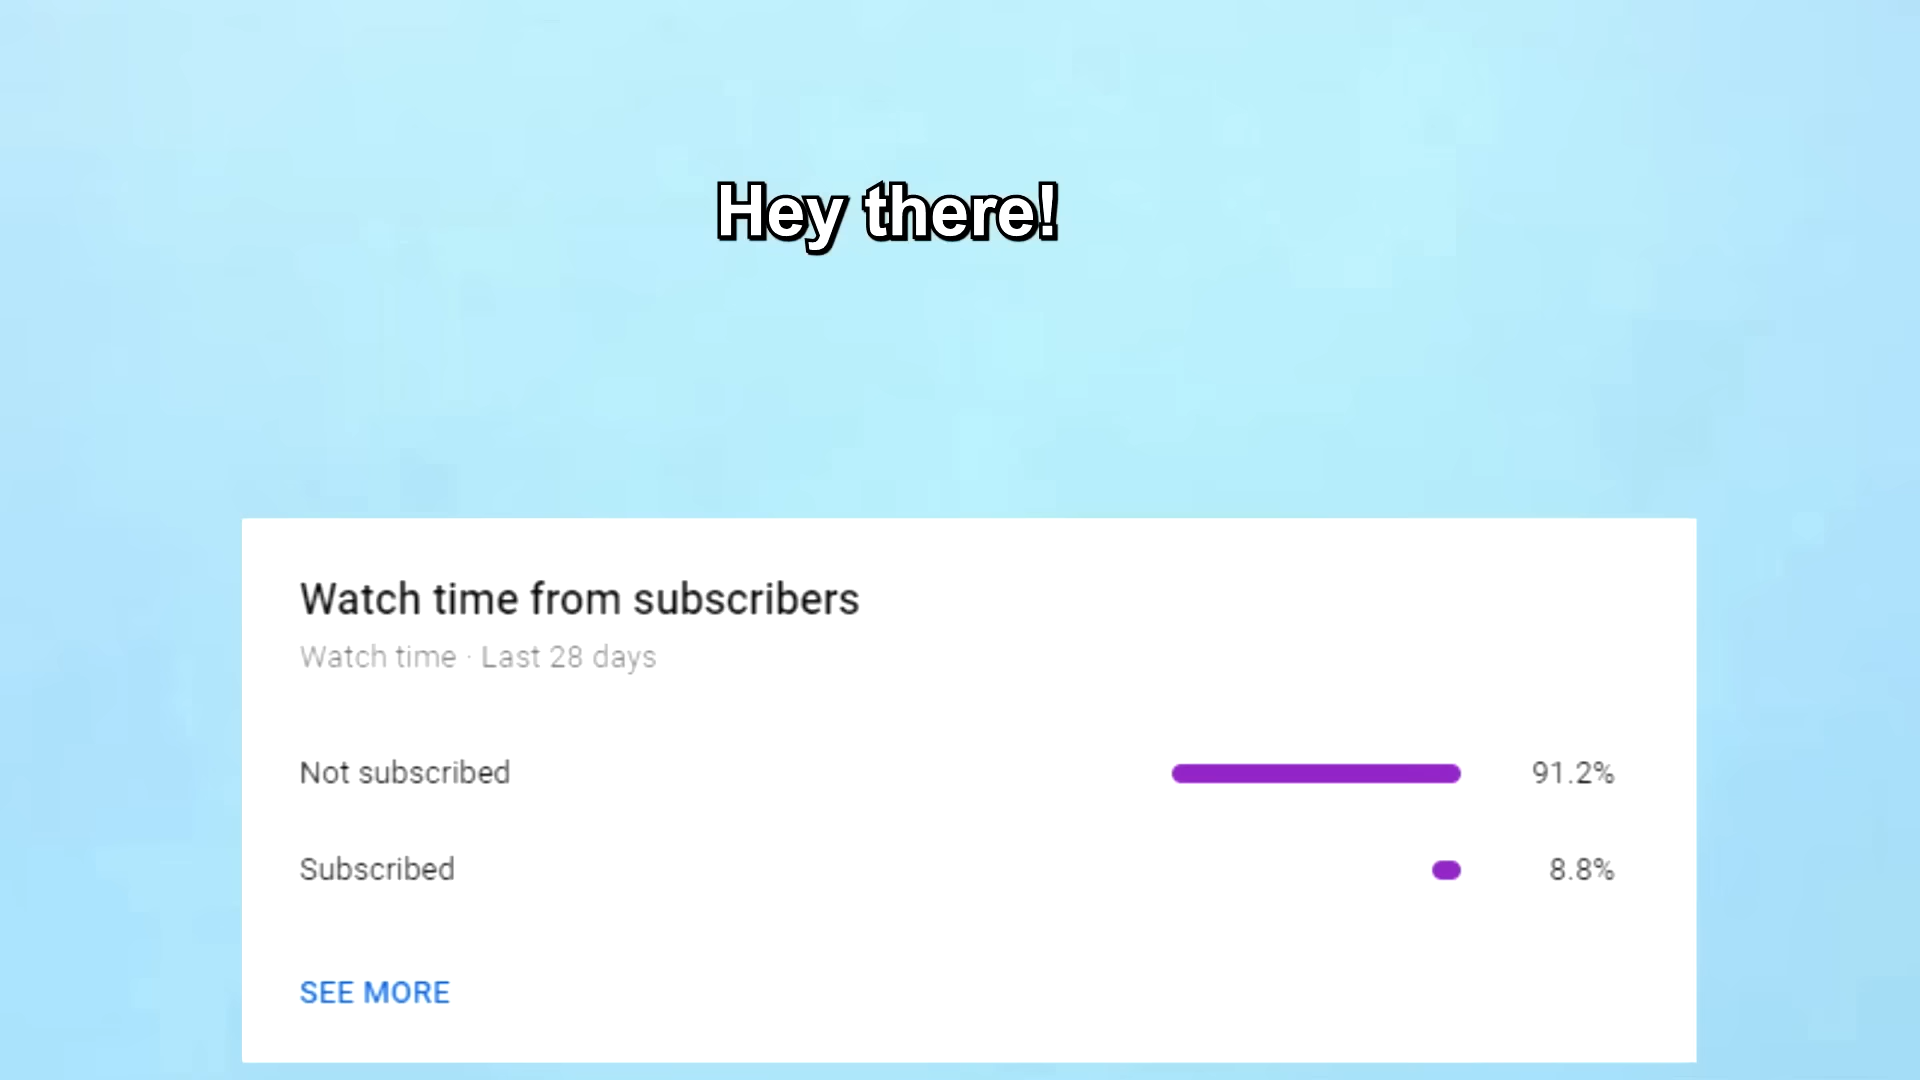 Hey there!
Watch time from subscribers
Watch time · Last 28 days
Not subscribed 91.2%
Subscribed 8.8%
SEE MORE